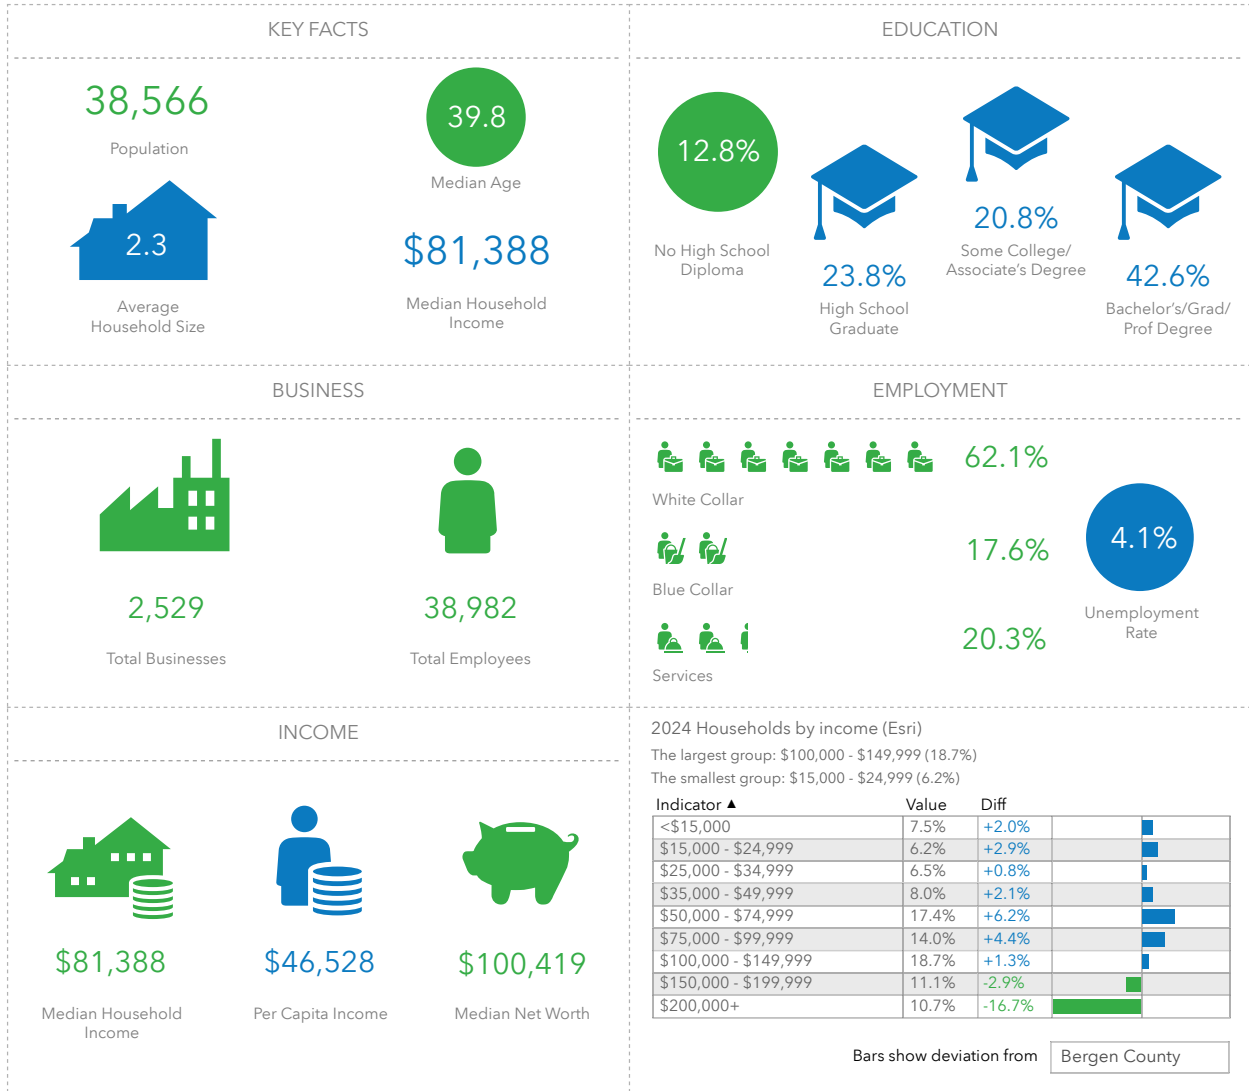 KEY FACTS
38,566
Population
39.8
Median Age
2.3
Average
Household Size
$81,388
Median Household
Income
EDUCATION
12.8%
No High School
Diploma
23.8%
High School
Graduate
20.8%
Some College/
Associate's Degree
42.6%
Bachelor's/Grad/
Prof Degree
BUSINESS
2,529
Total Businesses
38,982
Total Employees
EMPLOYMENT
62.1%
White Collar
17.6%
Blue Collar
20.3%
Services
4.1%
Unemployment
Rate
INCOME
$81,388
Median Household
Income
$46,528
Per Capita Income
$100,419
Median Net Worth
2024 Households by income (Esri)
The largest group: $100,000 - $149,999 (18.7%)
The smallest group: $15,000 - $24,999 (6.2%)
Indicator ▲ Value Diff
<$15,000 7.5% +2.0%
$15,000 - $24,999 6.2% +2.9%
$25,000 - $34,999 6.5% +0.8%
$35,000 - $49,999 8.0% +2.1%
$50,000 - $74,999 17.4% +6.2%
$75,000 - $99,999 14.0% +4.4%
$100,000 - $149,999 18.7% +1.3%
$150,000 - $199,999 11.1% -2.9%
$200,000+ 10.7% -16.7%
Bars show deviation from Bergen County